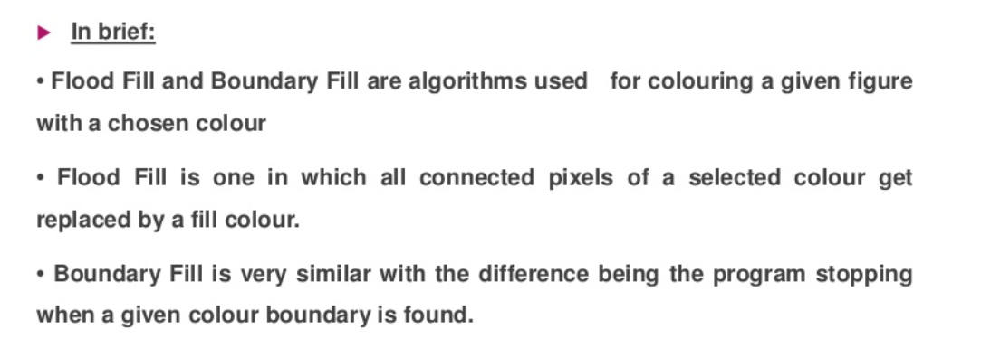 In brief:
• Flood Fill and Boundary Fill are algorithms used for colouring a given figure
with a chosen colour
• Flood Fill is one in which all connected pixels of a selected colour get
replaced by a fill colour.
• Boundary Fill is very similar with the difference being the program stopping
when a given colour boundary is found.